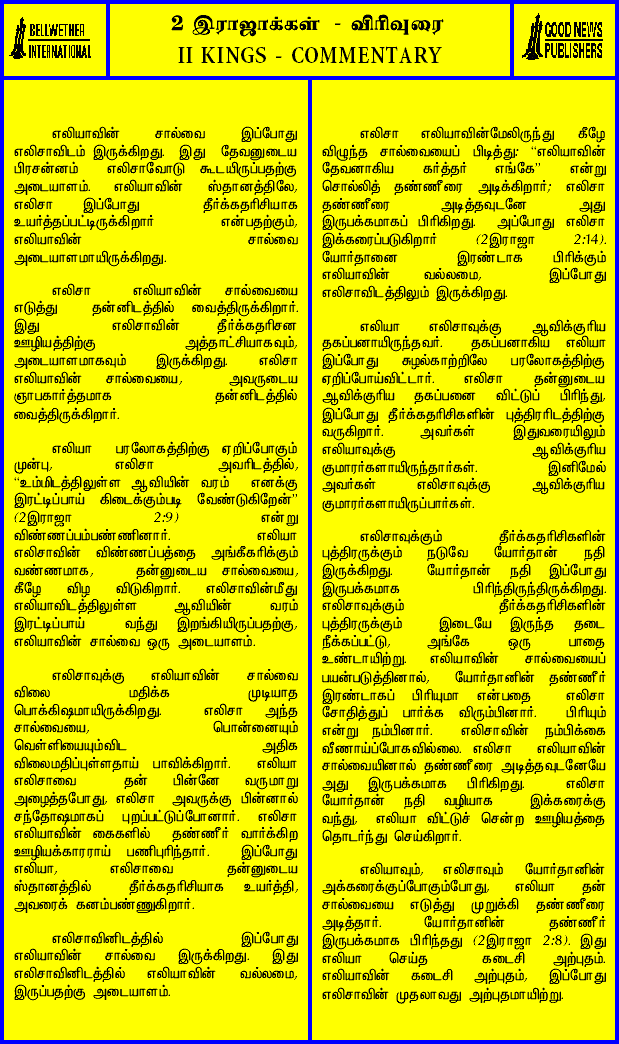 BELLWETHER
INTERNATIONAL
2 இராஜாக்கள் - விரிவுரை
II KINGS - COMMENTARY
GOOD NEWS
PUBLISHERS
எலியாவின் சால்வை இப்போது
எலிசாவிடம் இருக்கிறது. இது தேவனுடைய
பிரசன்னம் எலிசாவோடு கூடயிருப்பதற்கு
அடையாளம். எலியாவின் ஸ்தானத்திலே,
எலிசா இப்போது தீர்க்கதரிசியாக
உயர்த்தப்பட்டிருக்கிறார் என்பதற்கும்,
எலியாவின் சால்வை
அடையாளமாயிருக்கிறது.
எலிசா எலியாவின் சால்வையை
எடுத்து தன்னிடத்தில் வைத்திருக்கிறார்.
இது எலிசாவின் தீர்க்கதரிசன
ஊழியத்திற்கு அத்தாட்சியாகவும்,
அடையாளமாகவும் இருக்கிறது. எலிசா
எலியாவின் சால்வையை, அவருடைய
ஞாபகார்த்தமாக தன்னிடத்தில்
வைத்திருக்கிறார்.
எலியா பரலோகத்திற்கு ஏறிப்போகும்
முன்பு, எலிசா அவரிடத்தில்,
"உம்மிடத்திலுள்ள ஆவியின் வரம் எனக்கு
இரட்டிப்பாய் கிடைக்கும்படி வேண்டுகிறேன்"
(2இராஜா 2:9) என்று
விண்ணப்பம்பண்ணினார். எலியா
எலிசாவின் விண்ணப்பத்தை அங்கீகரிக்கும்
வண்ணமாக, தன்னுடைய சால்வையை,
கீழே விழ விடுகிறார். எலிசாவின்மீது
எலியாவிடத்திலுள்ள ஆவியின் வரம்
இரட்டிப்பாய் வந்து இறங்கியிருப்பதற்கு,
எலியாவின் சால்வை ஒரு அடையாளம்.
எலிசாவுக்கு எலியாவின் சால்வை
விலை மதிக்க முடியாத
பொக்கிஷமாயிருக்கிறது. எலிசா அந்த
சால்வையை, பொன்னையும்
வெள்ளியையும்விட அதிக
விலைமதிப்புள்ளதாய் பாவிக்கிறார். எலியா
எலிசாவை தன் பின்னே வருமாறு
அழைத்தபோது, எலிசா அவருக்கு பின்னால்
சந்தோஷமாகப் புறப்பட்டுப்போனார். எலிசா
எலியாவின் கைகளில் தண்ணீர் வார்க்கிற
ஊழியக்காரராய் பணிபுரிந்தார். இப்போது
எலியா, எலிசாவை தன்னுடைய
ஸ்தானத்தில் தீர்க்கதரிசியாக உயர்த்தி,
அவரைக் கனம்பண்ணுகிறார்.
எலிசாவினிடத்தில் இப்போது
எலியாவின் சால்வை இருக்கிறது. இது
எலிசாவினிடத்தில் எலியாவின் வல்லமை,
இருப்பதற்கு அடையாளம்.
எலிசா எலியாவின்மேலிருந்து கீழே
விழுந்த சால்வையைப் பிடித்து: "எலியாவின்
தேவனாகிய கர்த்தர் எங்கே" என்று
சொல்லித் தண்ணீரை அடிக்கிறார்; எலிசா
தண்ணீரை அடித்தவுடனே அது
இருபக்கமாகப் பிரிகிறது. அப்போது எலிசா
இக்கரைப்படுகிறார் (2இராஜா 2:14).
யோர்தானை இரண்டாக பிரிக்கும்
எலியாவின் வல்லமை, இப்போது
எலிசாவிடத்திலும் இருக்கிறது.
எலியா எலிசாவுக்கு ஆவிக்குரிய
தகப்பனாயிருந்தவர். தகப்பனாகிய எலியா
இப்போது சுழல்காற்றிலே பரலோகத்திற்கு
ஏறிப்போய்விட்டார். எலிசா தன்னுடைய
ஆவிக்குரிய தகப்பனை விட்டுப் பிரிந்து,
இப்போது தீர்க்கதரிசிகளின் புத்திரரிடத்திற்கு
வருகிறார். அவர்கள் இதுவரையிலும்
எலியாவுக்கு ஆவிக்குரிய
குமாரர்களாயிருந்தார்கள். இனிமேல்
அவர்கள் எலிசாவுக்கு ஆவிக்குரிய
குமாரர்களாயிருப்பார்கள்.
எலிசாவுக்கும் தீர்க்கதரிசிகளின்
புத்திரருக்கும் நடுவே யோர்தான் நதி
இருக்கிறது. யோர்தான் நதி இப்போது
இருபக்கமாக பிரிந்திருந்திருக்கிறது.
எலிசாவுக்கும் தீர்க்கதரிசிகளின்
புத்திரருக்கும் இடையே இருந்த தடை
நீக்கப்பட்டு, அங்கே ஒரு பாதை
உண்டாயிற்று. எலியாவின் சால்வையைப்
பயன்படுத்தினால், யோர்தானின் தண்ணீர்
இரண்டாகப் பிரியுமா என்பதை எலிசா
சோதித்துப் பார்க்க விரும்பினார். பிரியும்
என்று நம்பினார். எலிசாவின் நம்பிக்கை
வீணாய்ப்போகவில்லை. எலிசா எலியாவின்
சால்வையினால் தண்ணீரை அடித்தவுடனேயே
அது இருபக்கமாக பிரிகிறது. எலிசா
யோர்தான் நதி வழியாக இக்கரைக்கு
வந்து, எலியா விட்டுச் சென்ற ஊழியத்தை
தொடர்ந்து செய்கிறார்.
எலியாவும், எலிசாவும் யோர்தானின்
அக்கரைக்குப்போகும்போது, எலியா தன்
சால்வையை எடுத்து முறுக்கி தண்ணீரை
அடித்தார். யோர்தானின் தண்ணீர்
இருபக்கமாக பிரிந்தது (2இராஜா 2:8). இது
எலியா செய்த கடைசி அற்புதம்.
எலியாவின் கடைசி அற்புதம், இப்போது
எலிசாவின் முதலாவது அற்புதமாயிற்று.